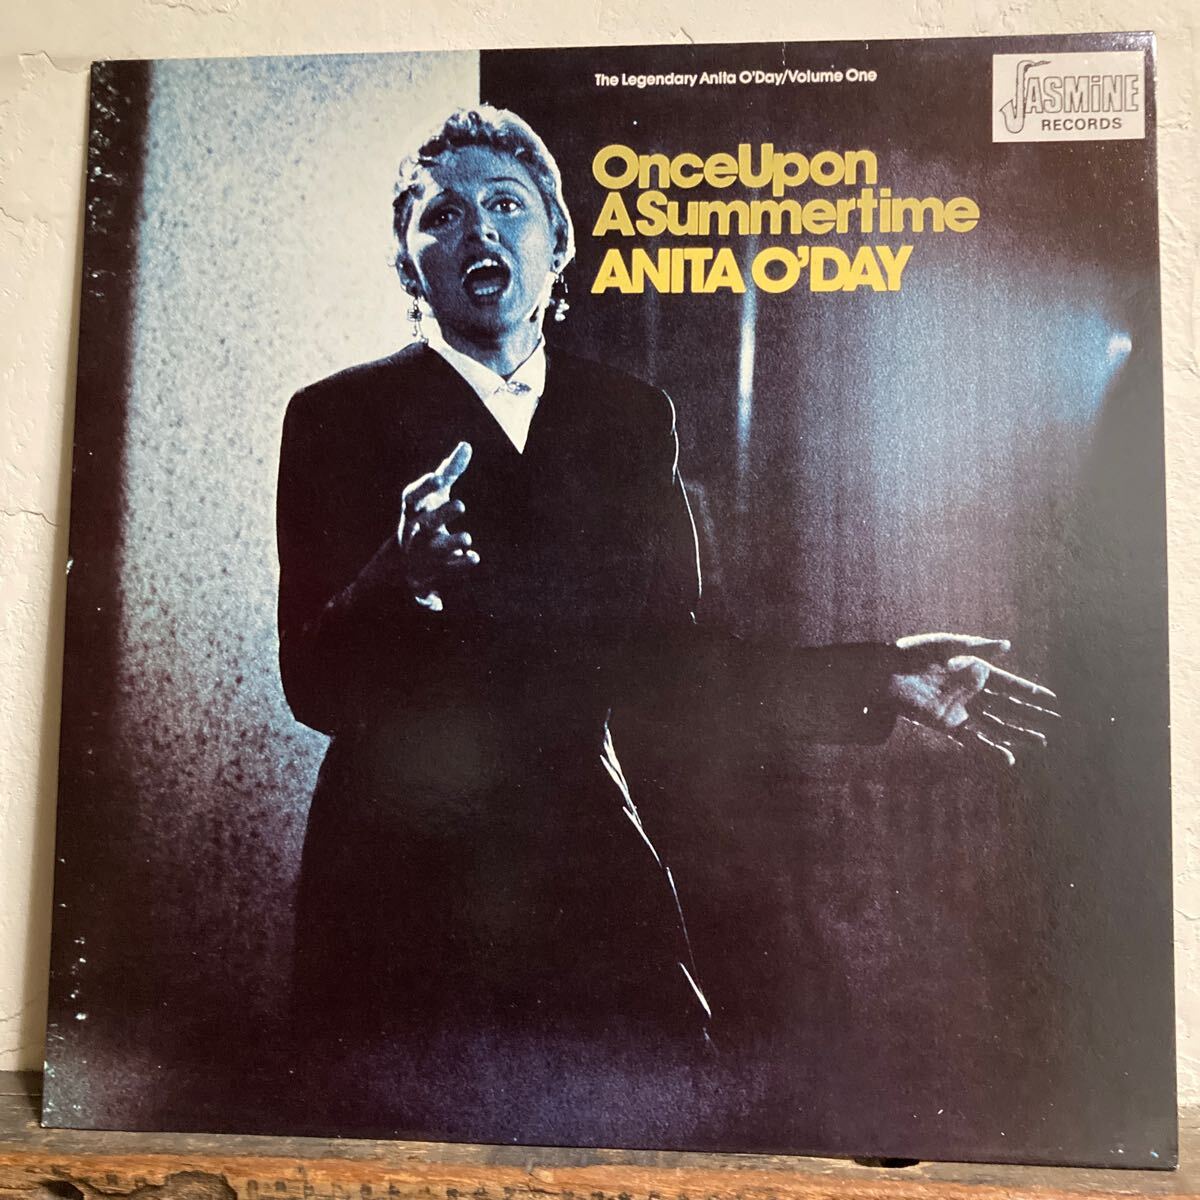 The Legendary Anita O'Day/Volume One
JASMiNE
RECORDS
OnceUpon
ASummertime
ANITA O'DAY